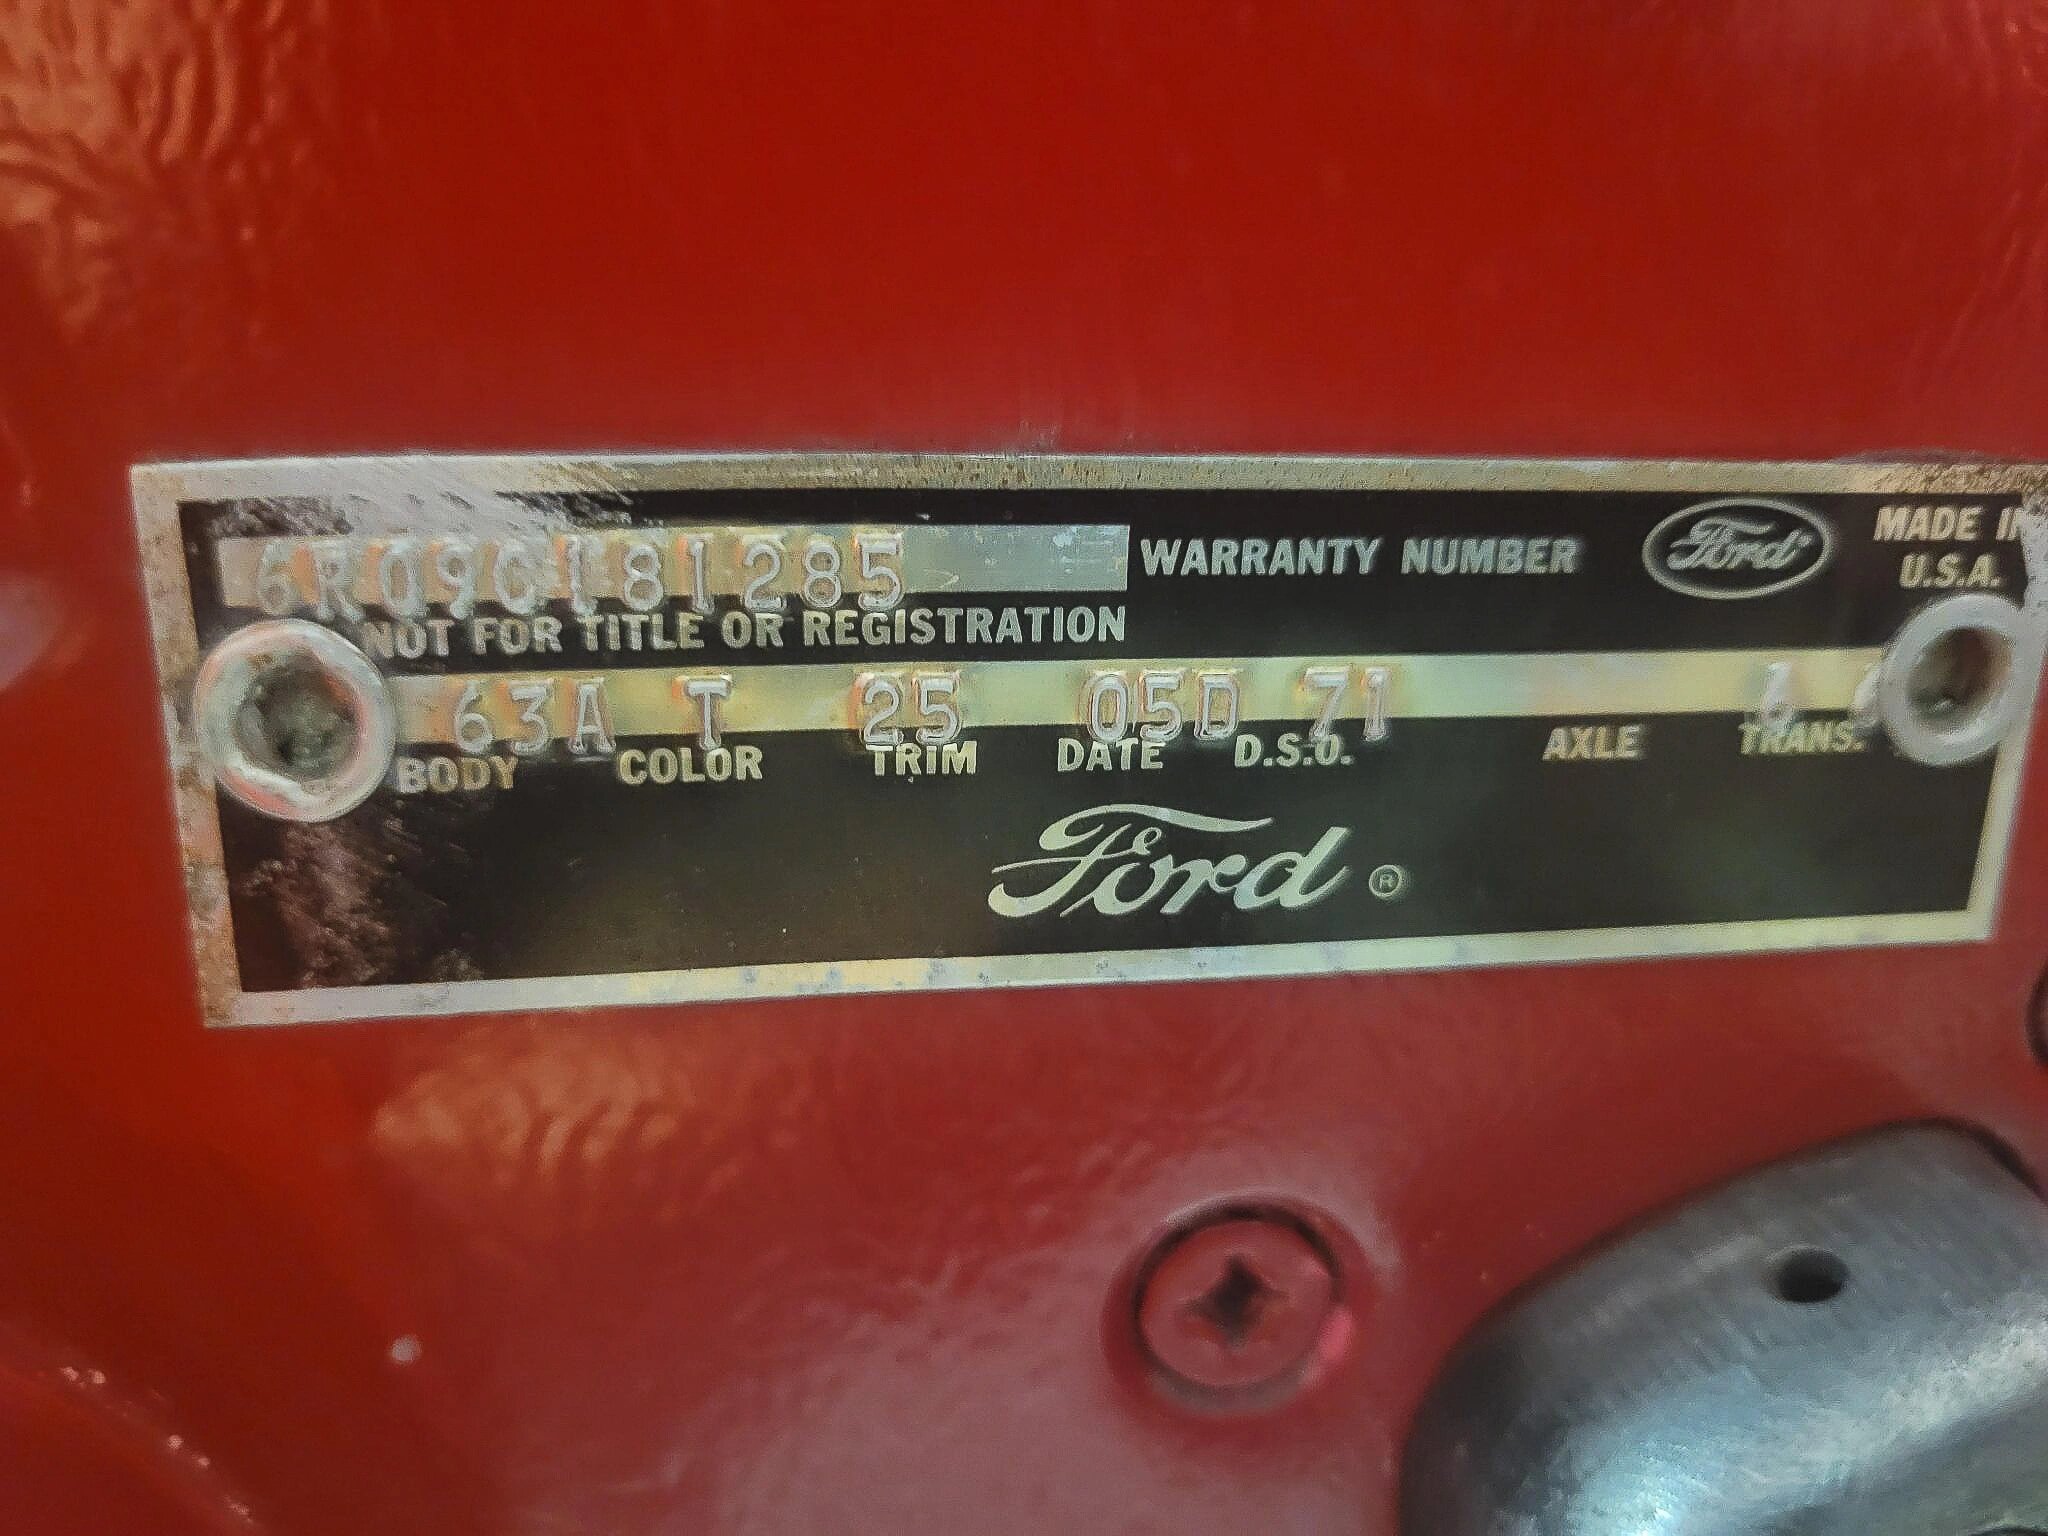 6R09C181285 WARRANTY NUMBER Ford MADE IN
U.S.A.
NOT FOR TITLE OR REGISTRATION
63A T 25 05D 71 6
BODY COLOR TRIM DATE D.S.O. AXLE TRANS.
Ford ®